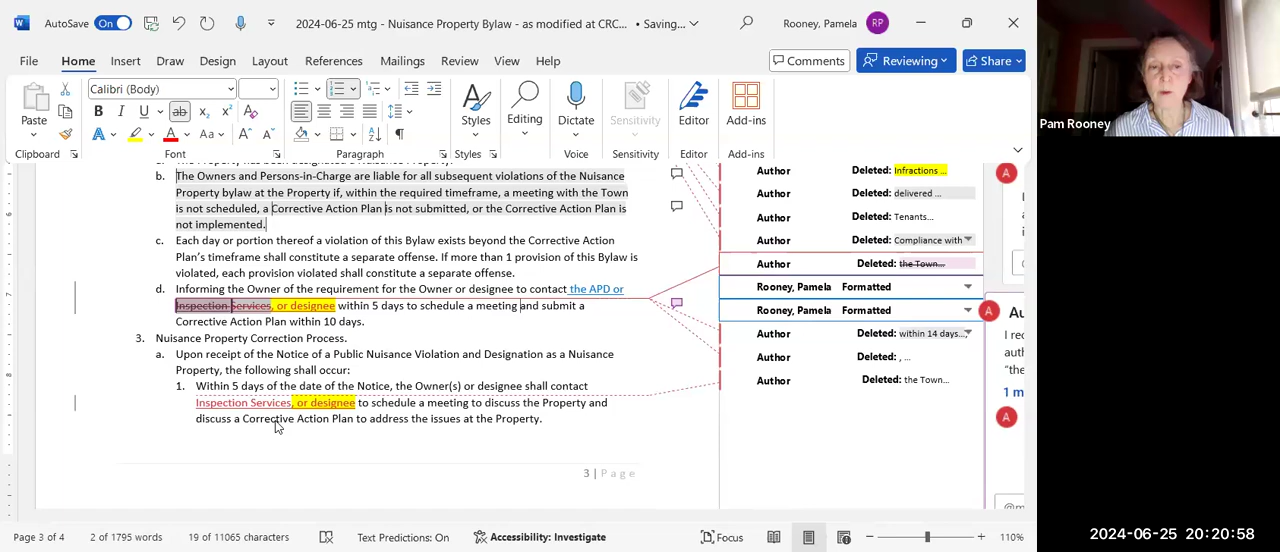 AutoSave On
2024-06-25 mtg - Nuisance Property Bylaw - as modified at CRC... • Saving...
Rooney, Pamela RP
File Home Insert Draw Design Layout References Mailings Review View Help
Comments Reviewing Share
Paste
Calibri (Body)
B I U ab x₂ x²
A A Aa A A
Styles
Editing
Dictate
Sensitivity
Editor
Add-ins
Clipboard Font Paragraph Styles Voice Sensitivity Editor Add-ins
b. The Owners and Persons-in-Charge are liable for all subsequent violations of the Nuisance
Property bylaw at the Property if, within the required timeframe, a meeting with the Town
is not scheduled, a Corrective Action Plan is not submitted, or the Corrective Action Plan is
not implemented.
c. Each day or portion thereof a violation of this Bylaw exists beyond the Corrective Action
Plan's timeframe shall constitute a separate offense. If more than 1 provision of this Bylaw is
violated, each provision violated shall constitute a separate offense.
d. Informing the Owner of the requirement for the Owner or designee to contact the APD or
Inspection Services, or designee within 5 days to schedule a meeting and submit a
Corrective Action Plan within 10 days.
3. Nuisance Property Correction Process.
a. Upon receipt of the Notice of a Public Nuisance Violation and Designation as a Nuisance
Property, the following shall occur:
1. Within 5 days of the date of the Notice, the Owner(s) or designee shall contact
Inspection Services, or designee to schedule a meeting to discuss the Property and
discuss a Corrective Action Plan to address the issues at the Property.
3 | Page
Author Deleted: Infractions ...
Author Deleted: delivered ...
Author Deleted: Tenants...
Author Deleted: Compliance with
Author Deleted: the Town...
Rooney, Pamela Formatted
Rooney, Pamela Formatted
Author Deleted: within 14 days...
Author Deleted: , ...
Author Deleted: the Town...
A
A
Au
I rec
auth
"the
1 m
A
@m
6
7
8
Page 3 of 4 2 of 1795 words 19 of 11065 characters Text Predictions: On Accessibility: Investigate Focus 110%
Pam Rooney
2024-06-25 20:20:58